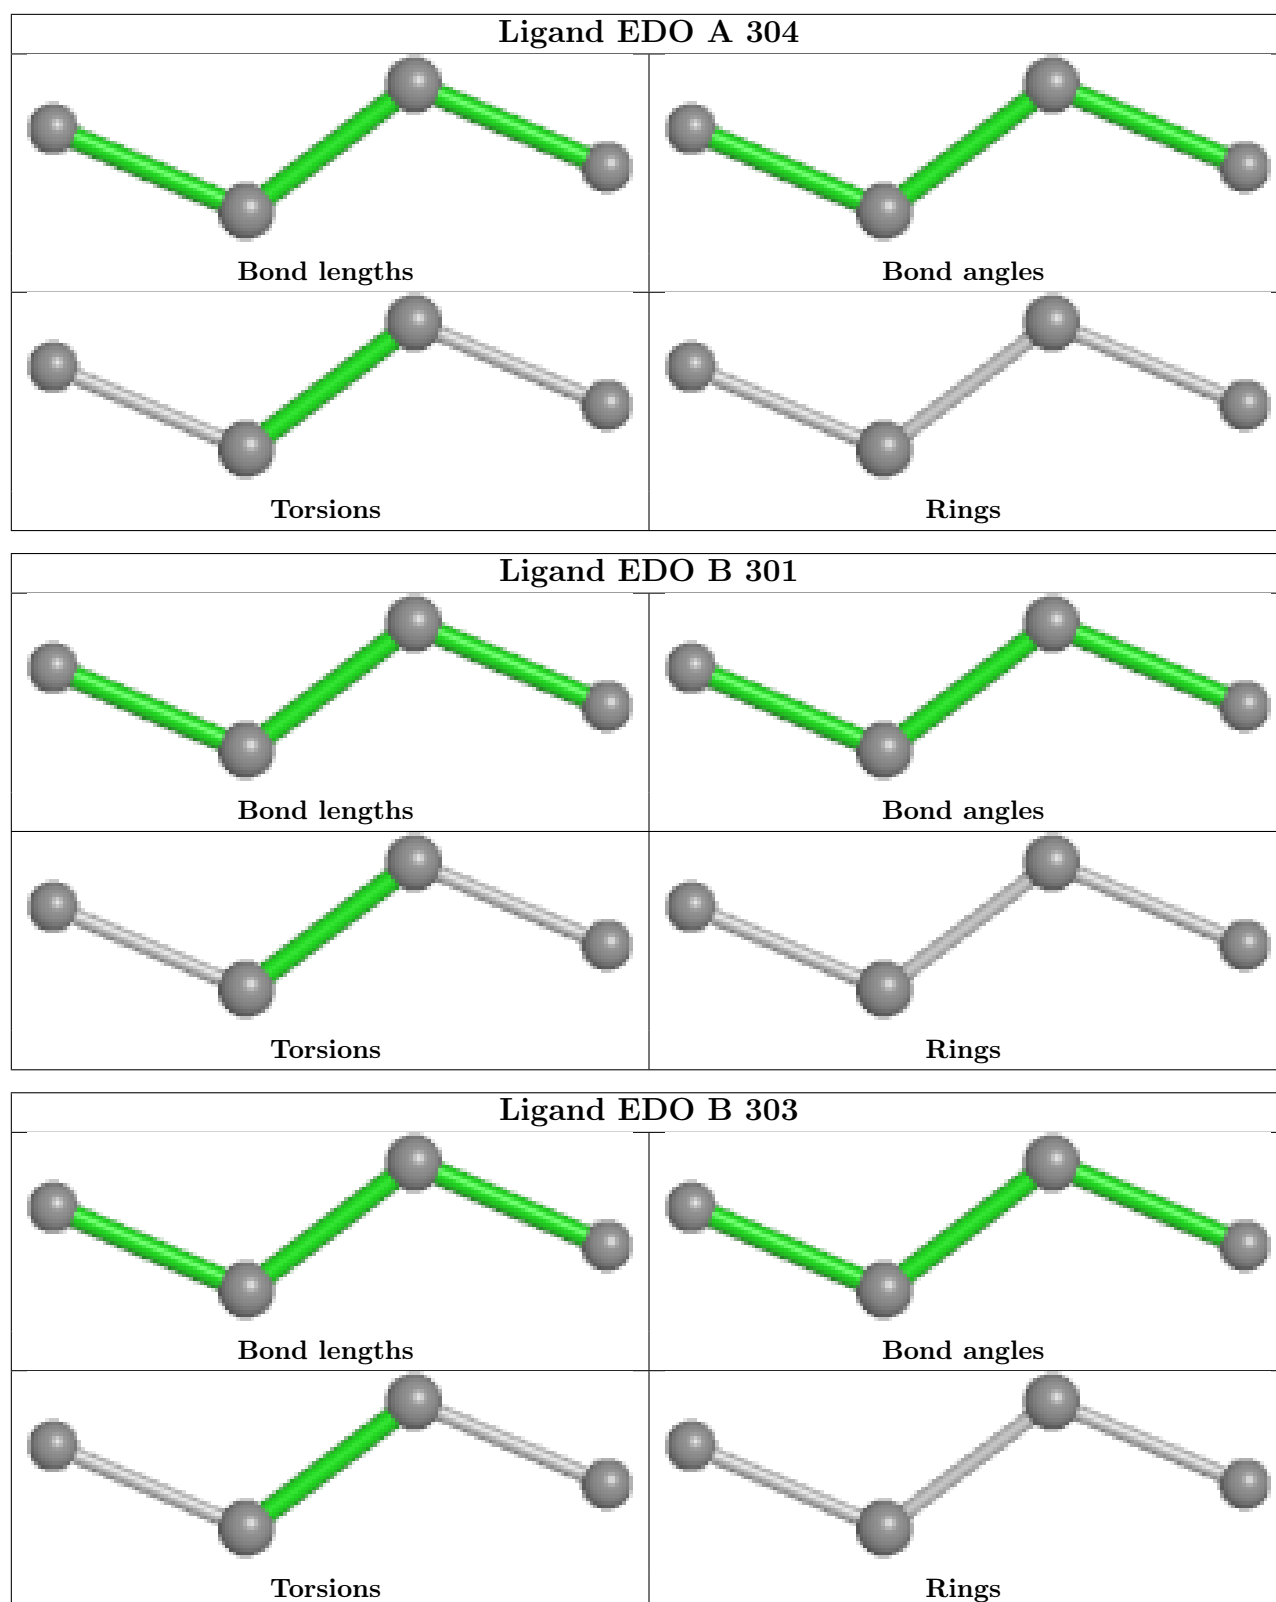 Ligand EDO A 304
Bond lengths
Bond angles
Torsions
Rings
Ligand EDO B 301
Bond lengths
Bond angles
Torsions
Rings
Ligand EDO B 303
Bond lengths
Bond angles
Torsions
Rings